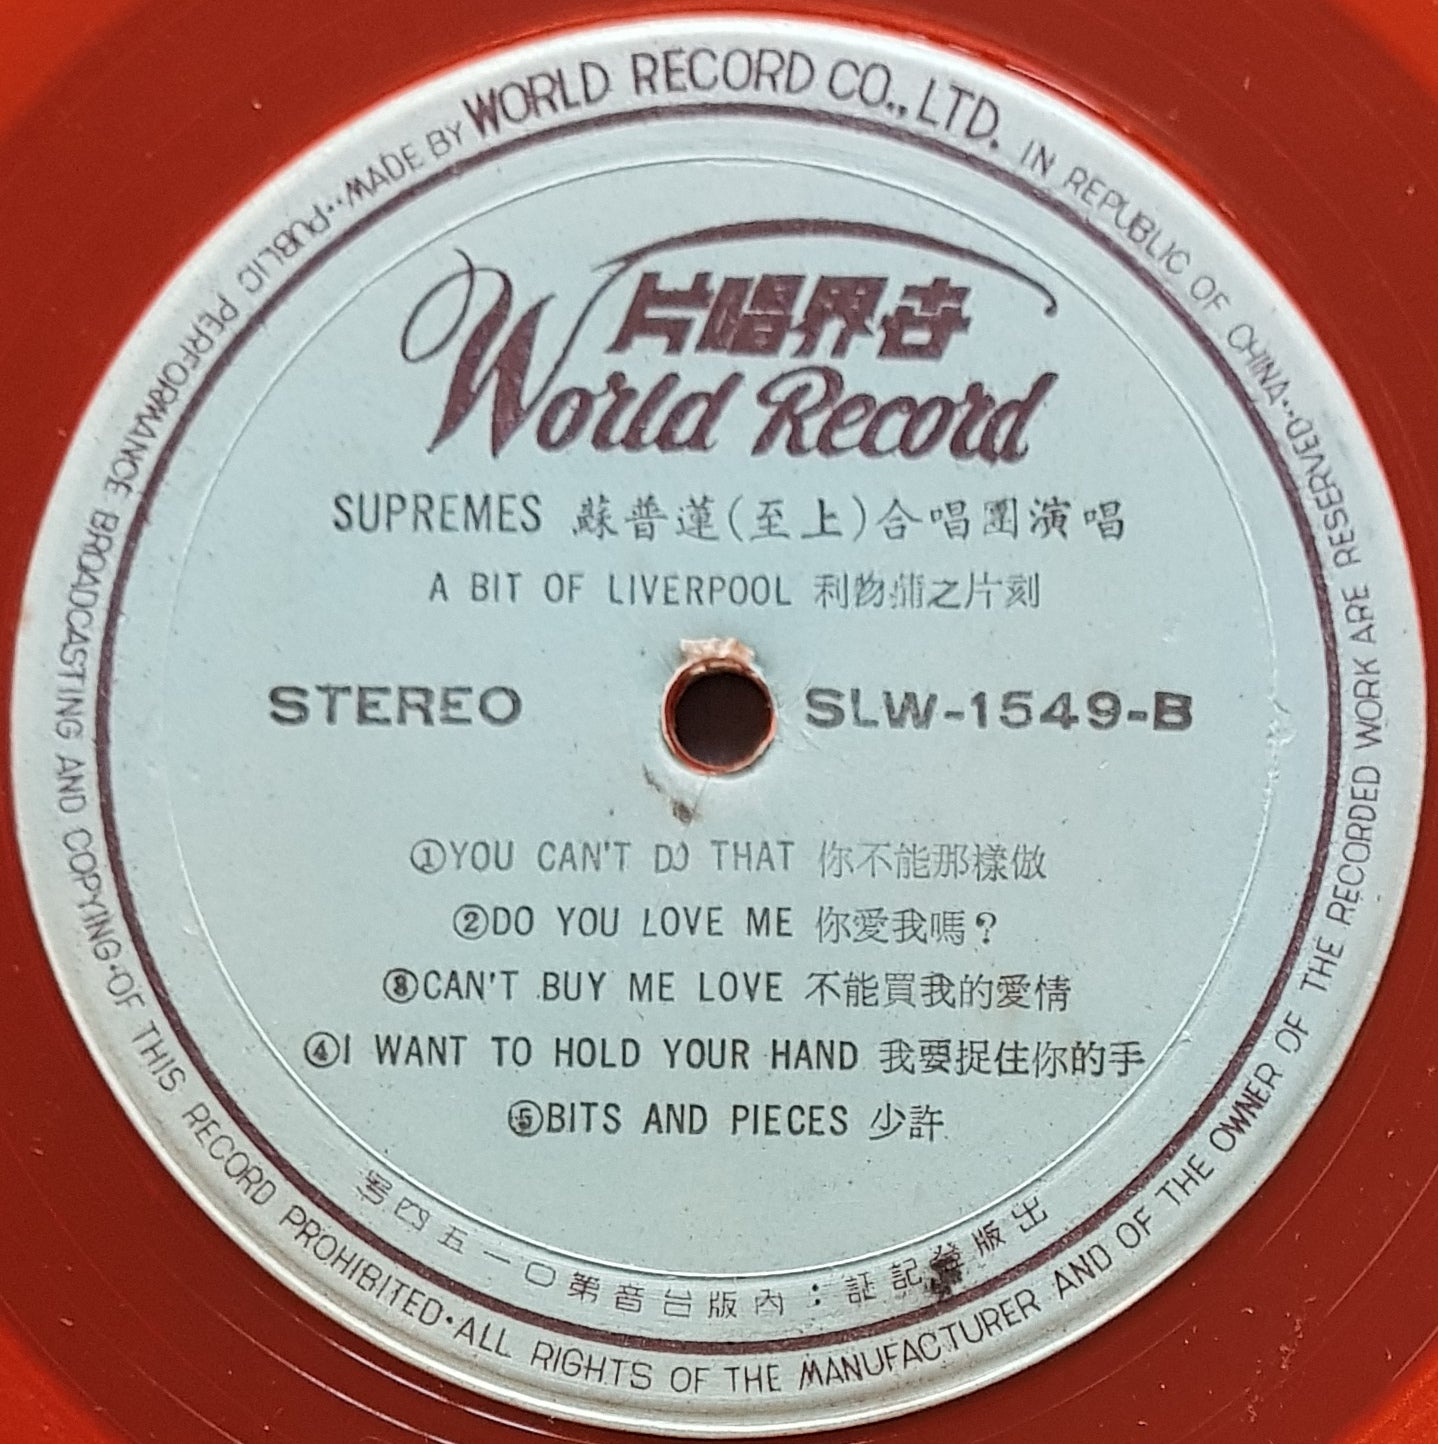 MADE BY WORLD RECORD CO., LTD. IN REPUBLIC OF CHINA··
片唱界世
World Record
SUPREMES 蘇普蓮(至上)合唱團演唱
A BIT OF LIVERPOOL 利物蒲之片刻
STEREO SLW-1549-B
①YOU CAN'T DO THAT 你不能那樣做
②DO YOU LOVE ME 你愛我嗎？
③CAN'T BUY ME LOVE 不能買我的愛情
④I WANT TO HOLD YOUR HAND 我要捉住你的手
⑤BITS AND PIECES 少許
號四五一〇第音台版內：証記登版出
ALL RIGHTS OF THE MANUFACTURER AND OF THE OWNER OF THE RECORDED WORK ARE RESERVED··
PUBLIC PERFORMANCE BROADCASTING AND COPYING·OF THIS RECORD PROHIBITED·